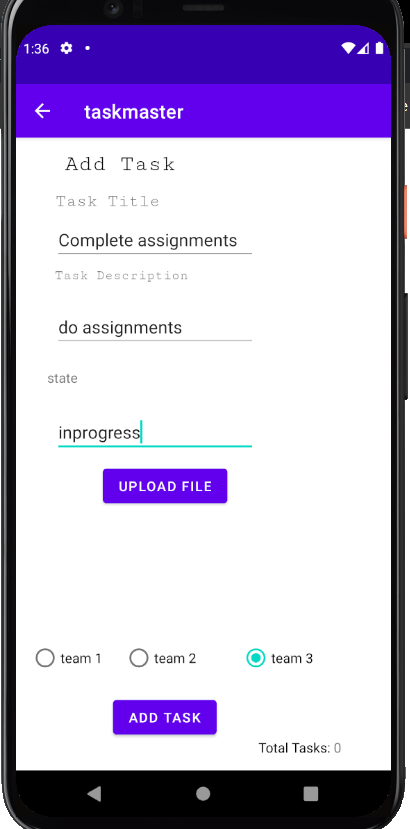 1:36
taskmaster
Add Task
Task Title
Complete assignments
Task Description
do assignments
state
inprogress
UPLOAD FILE
team 1 team 2 team 3
ADD TASK
Total Tasks: 0